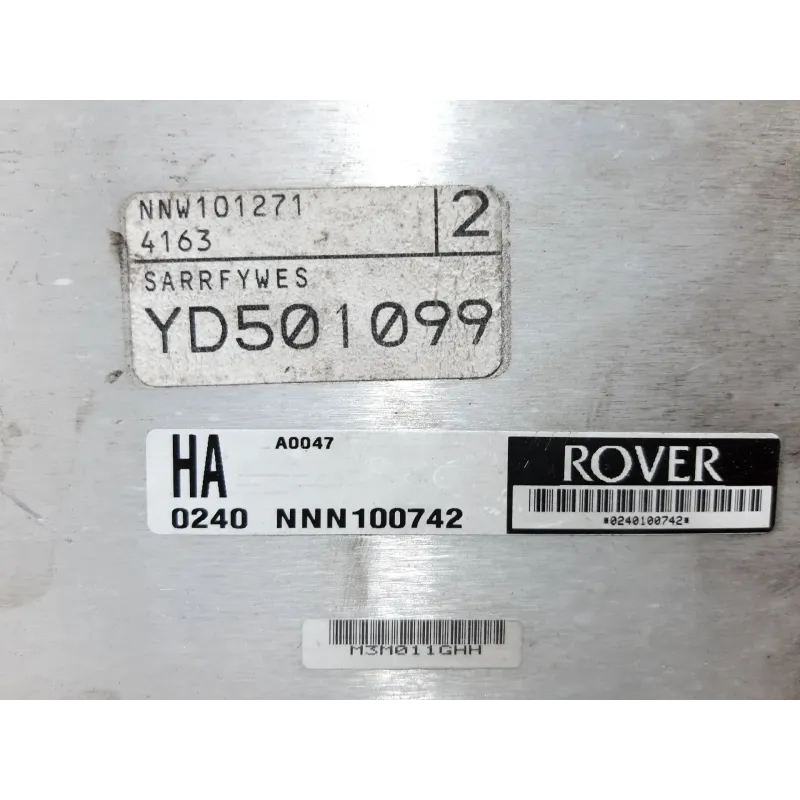 NNW101271
2
4163
SARRFYWES
YD501099
HA
A0047
ROVER
0240 NNN100742
*0240100742*
M3M011GHH